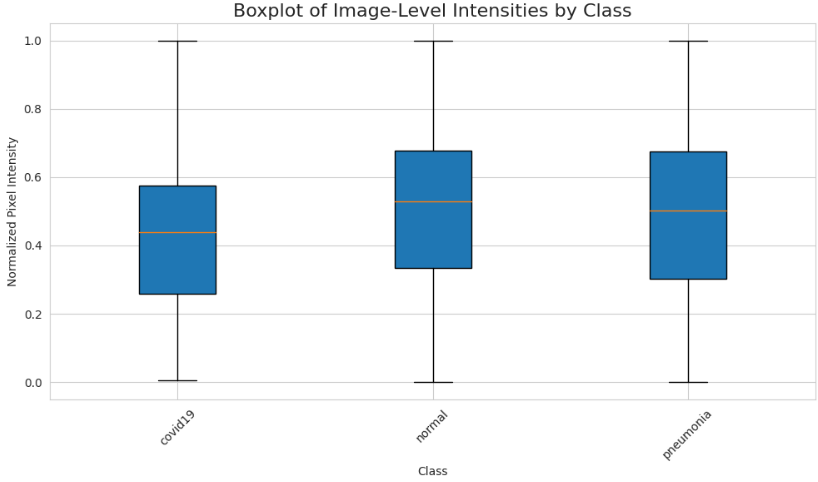 Boxplot of Image-Level Intensities by Class
1.0
0.8
0.6
0.4
0.2
0.0
Normalized Pixel Intensity
covid19
normal
pneumonia
Class